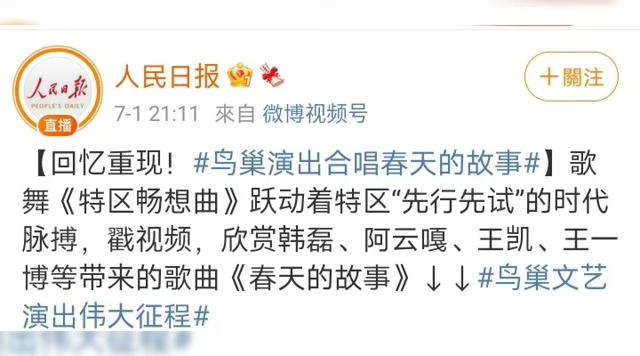 人民日报
人民日报
PEOPLE'S DAILY
直播
+關注
7-1 21:11 來自 微博视频号
【回忆重现！#鸟巢演出合唱春天的故事#】歌
舞《特区畅想曲》跃动着特区“先行先试”的时代
脉搏，戳视频，欣赏韩磊、阿云嘎、王凯、王一
博等带来的歌曲《春天的故事》↓↓#鸟巢文艺
演出伟大征程#